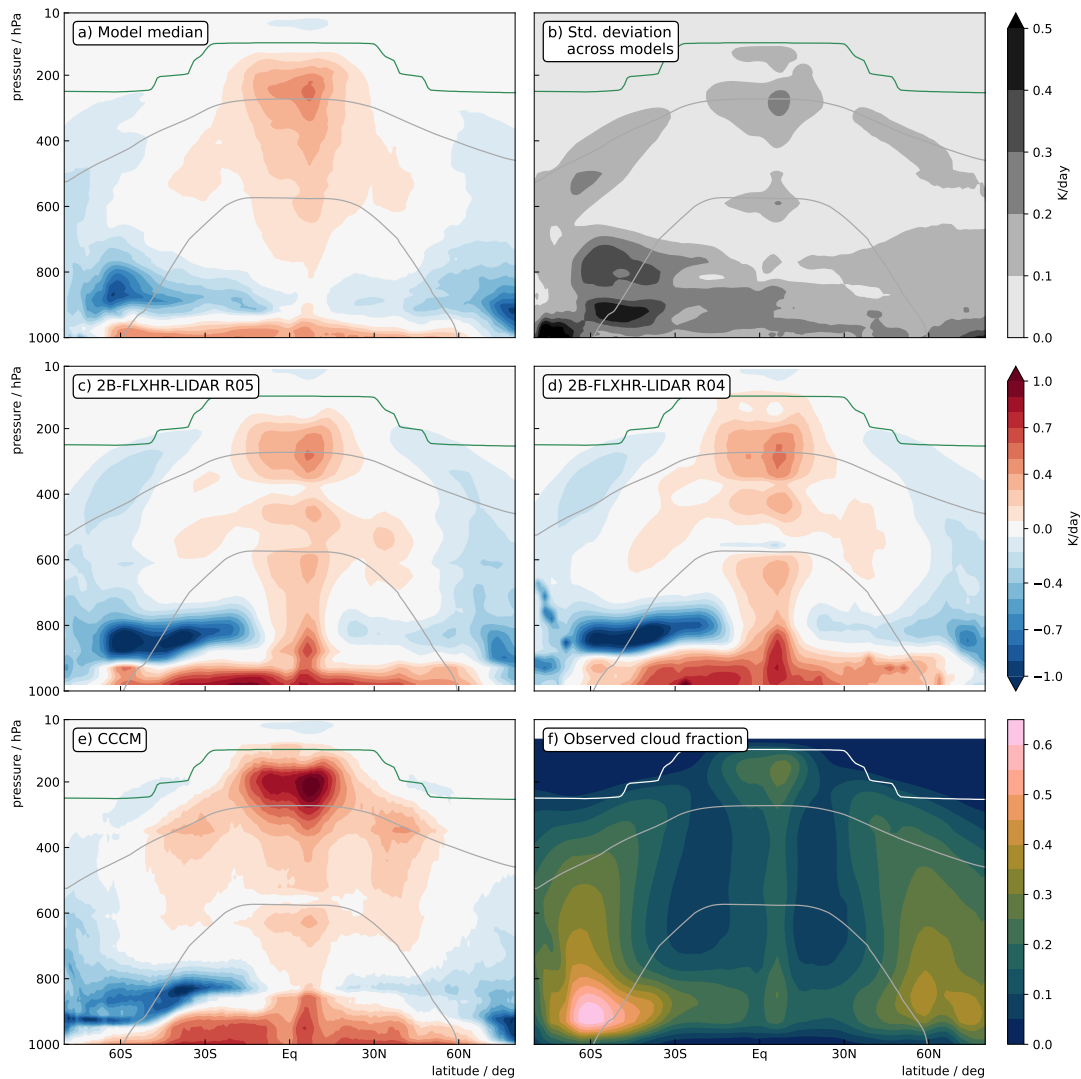 a) Model median
b) Std. deviation
across models
pressure / hPa
10
200
400
600
800
1000
60S
30S
Eq
30N
60N
0.5
0.4
0.3
0.2
0.1
0.0
K/day
c) 2B-FLXHR-LIDAR R05
d) 2B-FLXHR-LIDAR R04
pressure / hPa
10
200
400
600
800
1000
1.0
0.7
0.4
0.0
−0.4
−0.7
−1.0
K/day
e) CCCM
f) Observed cloud fraction
pressure / hPa
10
200
400
600
800
1000
60S
30S
Eq
30N
60N
latitude / deg
60S
30S
Eq
30N
60N
latitude / deg
0.6
0.5
0.4
0.3
0.2
0.1
0.0